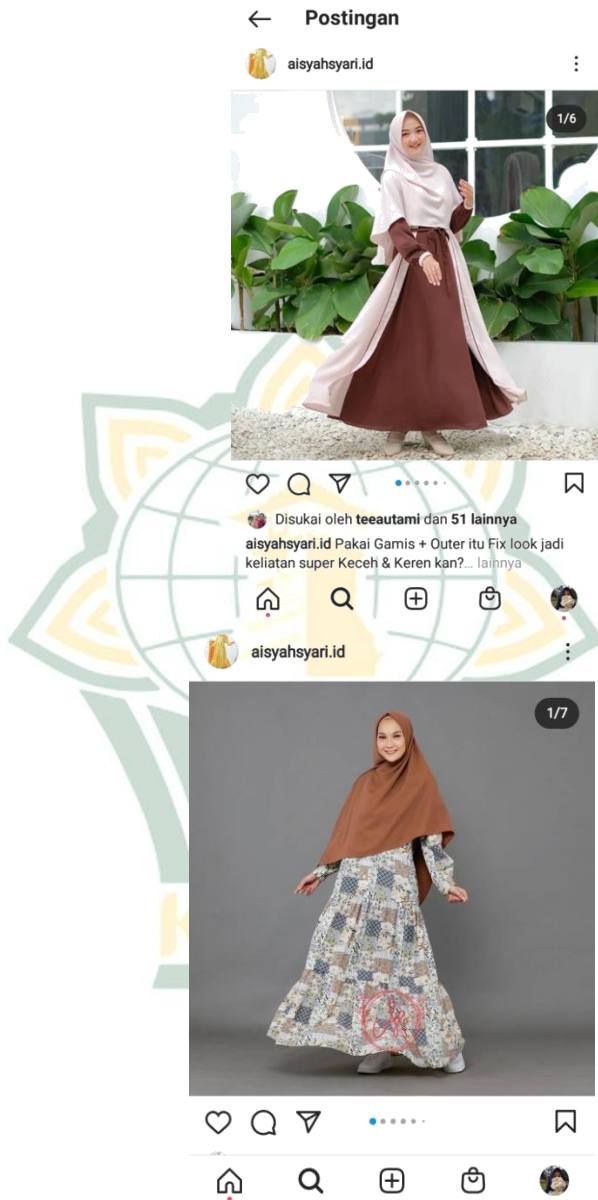 Postingan
aisyahsyari.id
1/6
Disukai oleh teeautami dan 51 lainnya
aisyahsyari.id Pakai Gamis + Outer itu Fix look jadi
keliatan super Keceh & Keren kan?... lainnya
aisyahsyari.id
1/7